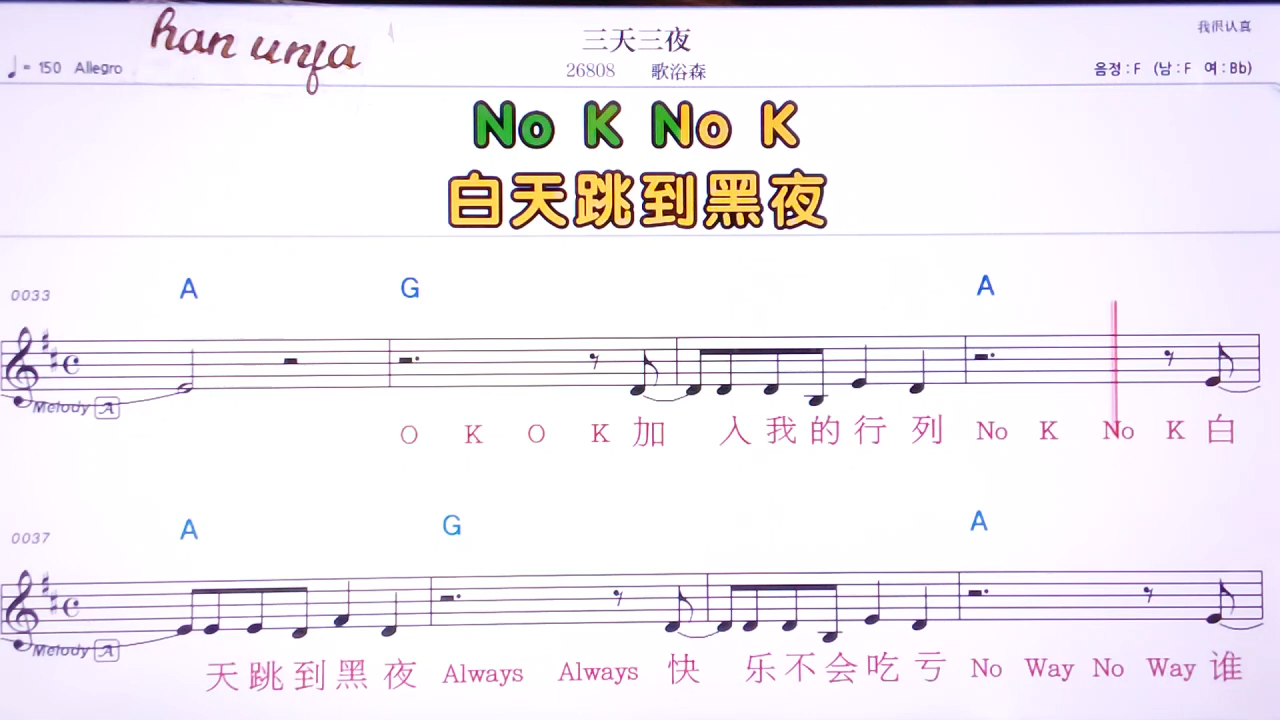 han unfa
三天三夜
我很认真
♩= 150 Allegro
26808 歌浴森
음정 : F (남 : F 여 : Bb)
No K No K
白天跳到黑夜
A G A
0033
Melody A
O K O K 加 入 我 的 行 列 No K No K 白
A G A
0037
Melody A
天 跳 到 黑 夜 Always Always 快 乐 不 会 吃 亏 No Way No Way 谁